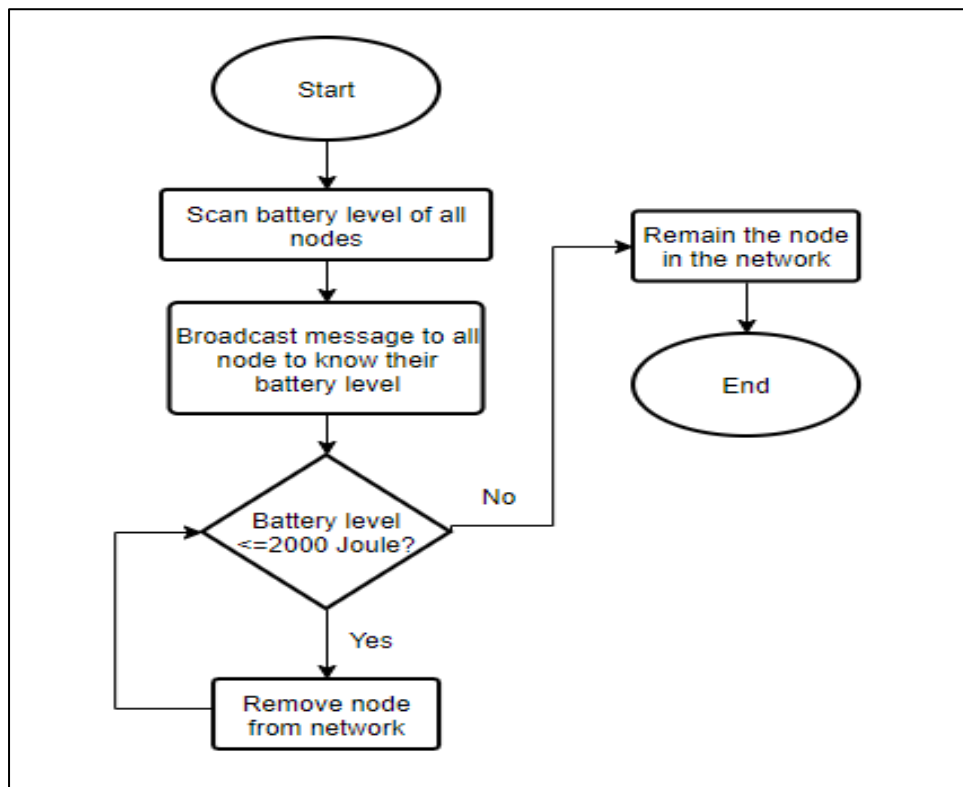 Start
Scan battery level of all
nodes
Broadcast message to all
node to know their
battery level
Battery level
<=2000 Joule?
Yes
Remove node
from network
No
Remain the node
in the network
End